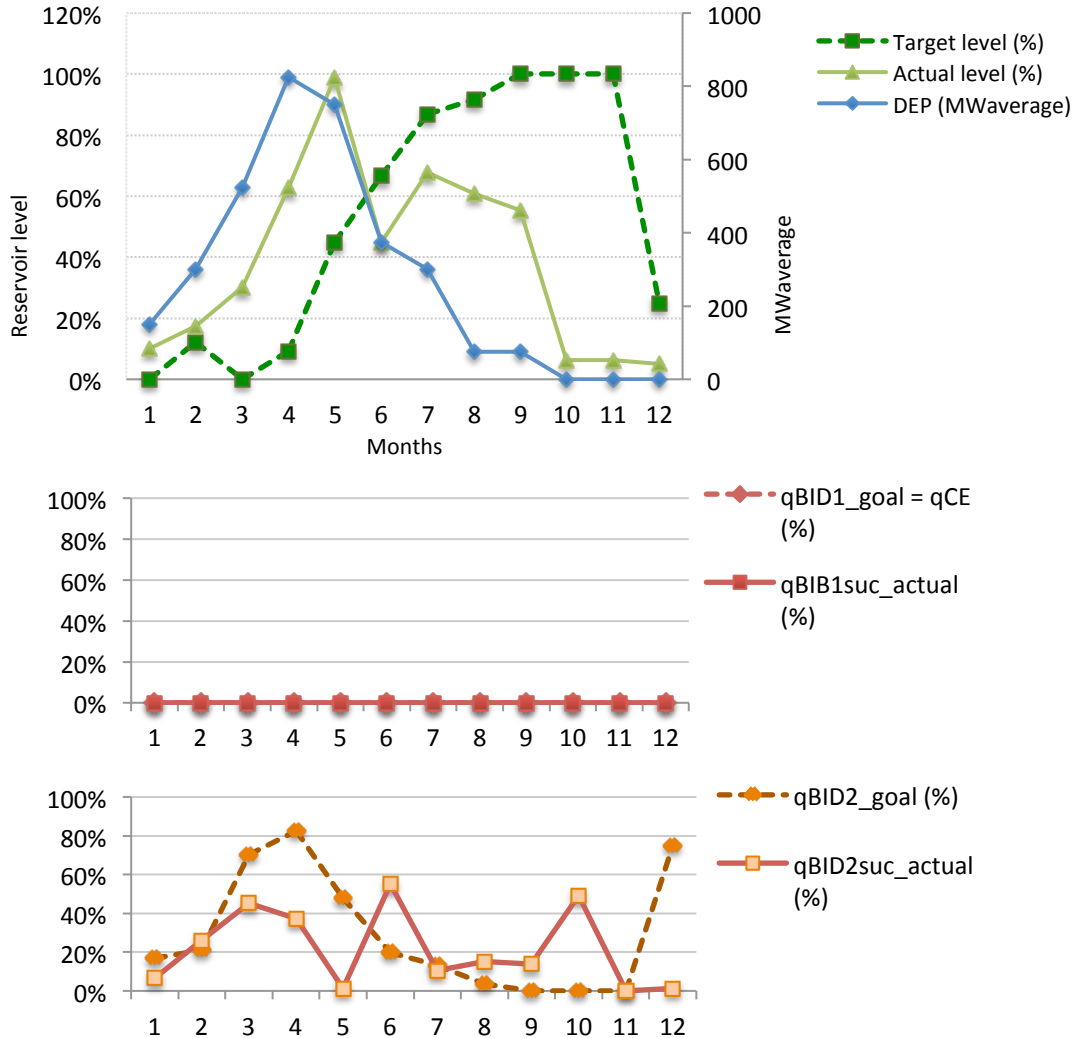 120%
100%
80%
60%
40%
20%
0%
Reservoir level
1 2 3 4 5 6 7 8 9 10 11 12
Months
1000
800
600
400
200
0
MWaverage
Target level (%)
Actual level (%)
DEP (MWaverage)
100%
80%
60%
40%
20%
0%
1 2 3 4 5 6 7 8 9 10 11 12
qBID1_goal = qCE
(%)
qBIB1suc_actual
(%)
100%
80%
60%
40%
20%
0%
1 2 3 4 5 6 7 8 9 10 11 12
qBID2_goal (%)
qBID2suc_actual
(%)